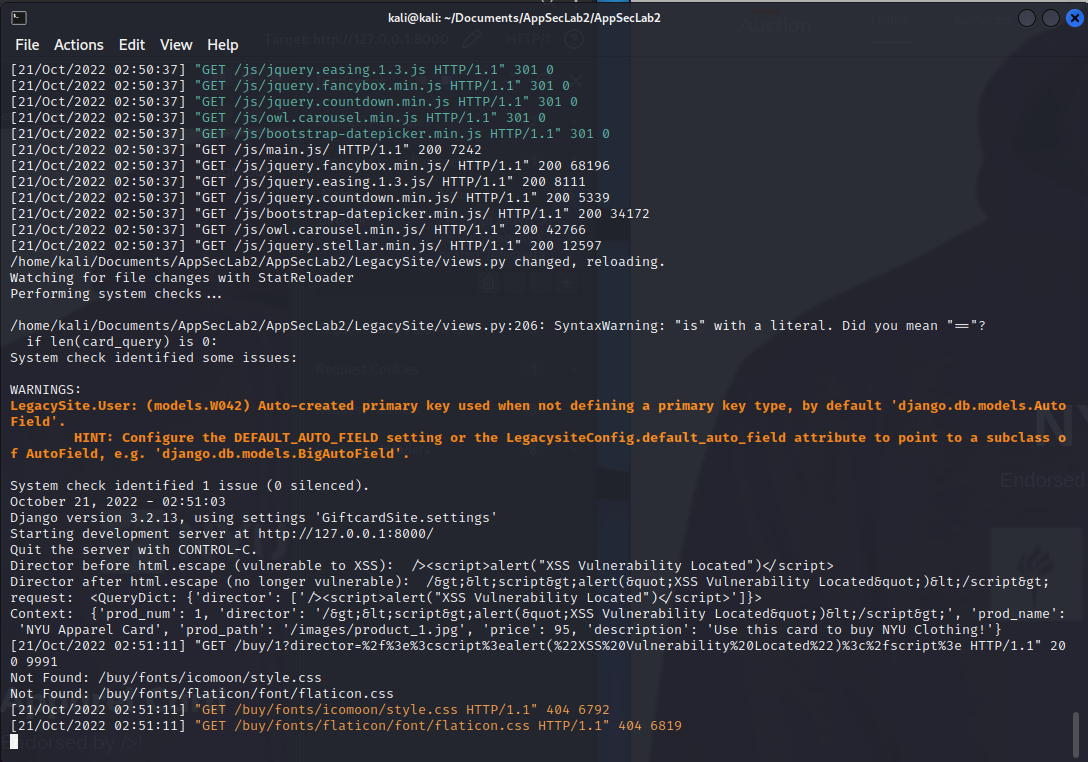 kali@kali: ~/Documents/AppSecLab2/AppSecLab2
File Actions Edit View Help
[21/Oct/2022 02:50:37] "GET /js/jquery.easing.1.3.js HTTP/1.1" 301 0
[21/Oct/2022 02:50:37] "GET /js/jquery.fancybox.min.js HTTP/1.1" 301 0
[21/Oct/2022 02:50:37] "GET /js/jquery.countdown.min.js HTTP/1.1" 301 0
[21/Oct/2022 02:50:37] "GET /js/owl.carousel.min.js HTTP/1.1" 301 0
[21/Oct/2022 02:50:37] "GET /js/bootstrap-datepicker.min.js HTTP/1.1" 301 0
[21/Oct/2022 02:50:37] "GET /js/main.js/ HTTP/1.1" 200 7242
[21/Oct/2022 02:50:37] "GET /js/jquery.fancybox.min.js/ HTTP/1.1" 200 68196
[21/Oct/2022 02:50:37] "GET /js/jquery.easing.1.3.js/ HTTP/1.1" 200 8111
[21/Oct/2022 02:50:37] "GET /js/jquery.countdown.min.js/ HTTP/1.1" 200 5339
[21/Oct/2022 02:50:37] "GET /js/bootstrap-datepicker.min.js/ HTTP/1.1" 200 34172
[21/Oct/2022 02:50:37] "GET /js/owl.carousel.min.js/ HTTP/1.1" 200 42766
[21/Oct/2022 02:50:37] "GET /js/jquery.stellar.min.js/ HTTP/1.1" 200 12597
/home/kali/Documents/AppSecLab2/AppSecLab2/LegacySite/views.py changed, reloading.
Watching for file changes with StatReloader
Performing system checks...
/home/kali/Documents/AppSecLab2/AppSecLab2/LegacySite/views.py:206: SyntaxWarning: "is" with a literal. Did you mean "=="?
if len(card_query) is 0:
System check identified some issues:
WARNINGS:
LegacySite.User: (models.W042) Auto-created primary key used when not defining a primary key type, by default 'django.db.models.Auto
Field'.
HINT: Configure the DEFAULT_AUTO_FIELD setting or the LegacysiteConfig.default_auto_field attribute to point to a subclass o
f AutoField, e.g. 'django.db.models.BigAutoField'.
System check identified 1 issue (0 silenced).
October 21, 2022 - 02:51:03
Django version 3.2.13, using settings 'GiftcardSite.settings'
Starting development server at http://127.0.0.1:8000/
Quit the server with CONTROL-C.
Director before html.escape (vulnerable to XSS):  /><script>alert("XSS Vulnerability Located")</script>
Director after html.escape (no longer vulnerable):  /&gt;&lt;script&gt;alert(&quot;XSS Vulnerability Located&quot;)&lt;/script&gt;
request:  <QueryDict: {'director': ['/><script>alert("XSS Vulnerability Located")</script>']}>
Context:  {'prod_num': 1, 'director': '/&gt;&lt;script&gt;alert(&quot;XSS Vulnerability Located&quot;)&lt;/script&gt;', 'prod_name':
'NYU Apparel Card', 'prod_path': '/images/product_1.jpg', 'price': 95, 'description': 'Use this card to buy NYU Clothing!'}
[21/Oct/2022 02:51:11] "GET /buy/1?director=%2f%3e%3cscript%3ealert(%22XSS%20Vulnerability%20Located%22)%3c%2fscript%3e HTTP/1.1" 20
0 9991
Not Found: /buy/fonts/icomoon/style.css
Not Found: /buy/fonts/flaticon/font/flaticon.css
[21/Oct/2022 02:51:11] "GET /buy/fonts/icomoon/style.css HTTP/1.1" 404 6792
[21/Oct/2022 02:51:11] "GET /buy/fonts/flaticon/font/flaticon.css HTTP/1.1" 404 6819